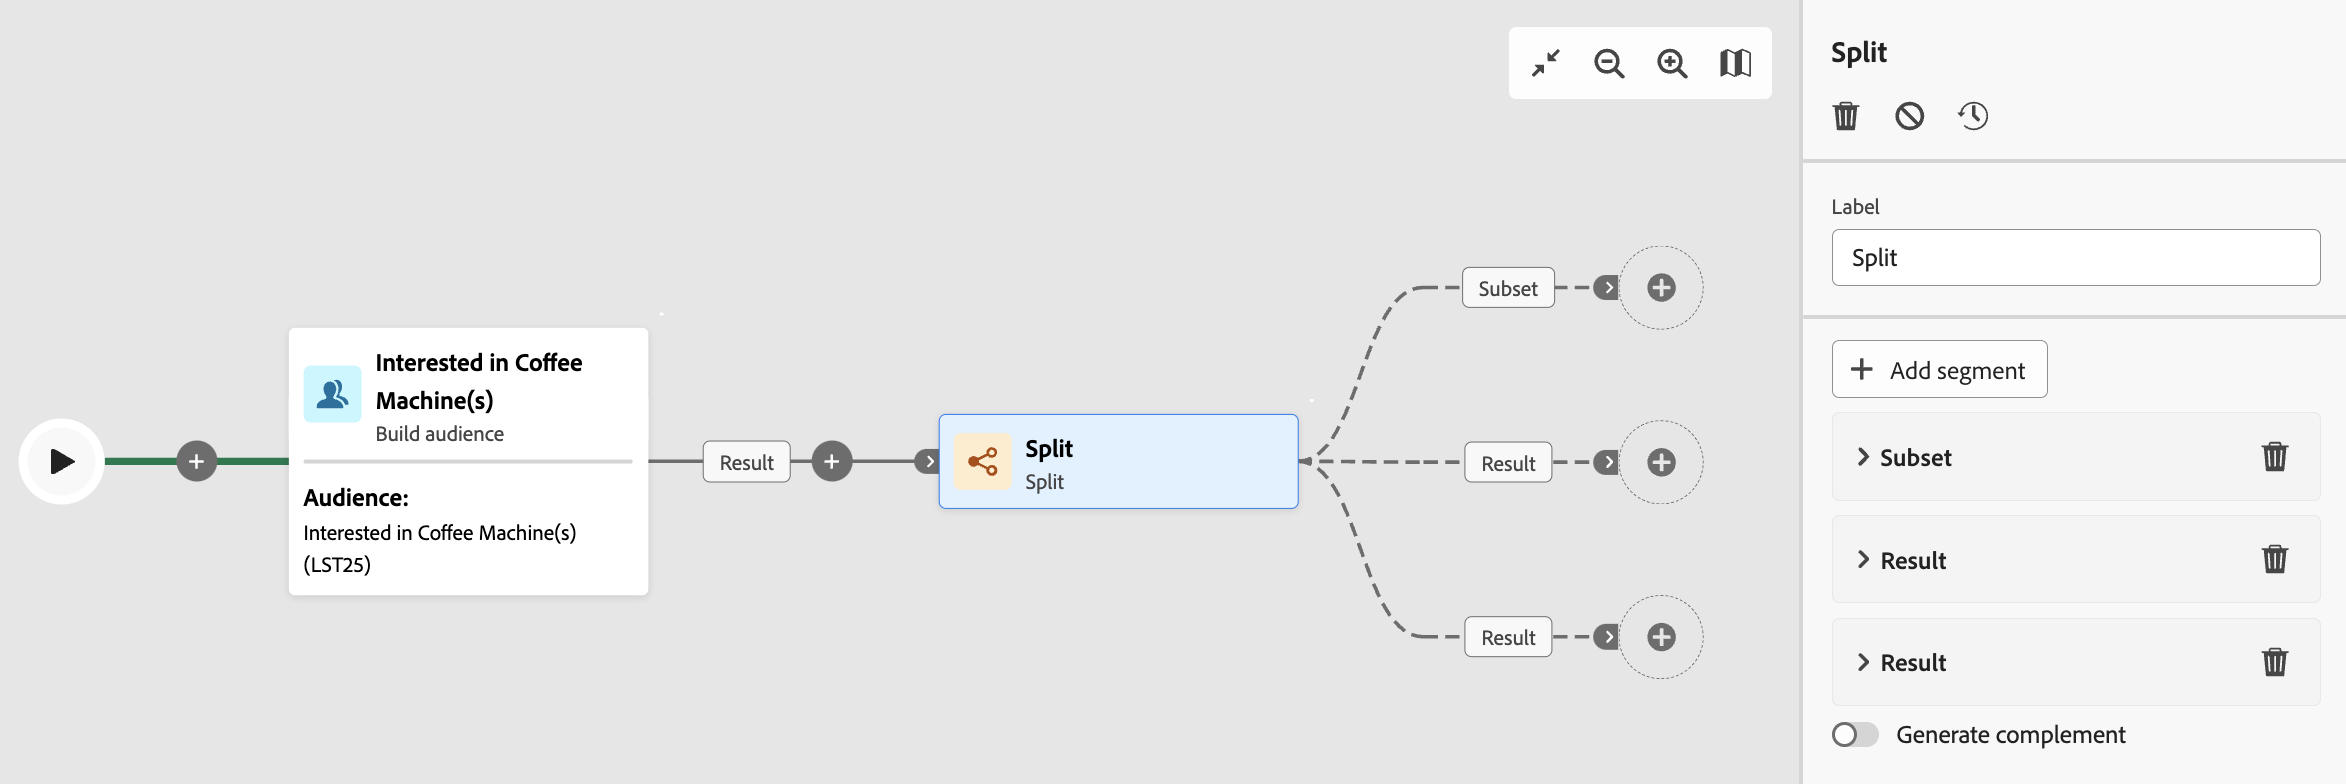 Interested in Coffee
Machine(s)
Build audience
Audience:
Interested in Coffee Machine(s)
(LST25)
Result
Split
Split
Subset
Result
Result
Split
Label
Split
Add segment
Subset
Result
Result
Generate complement